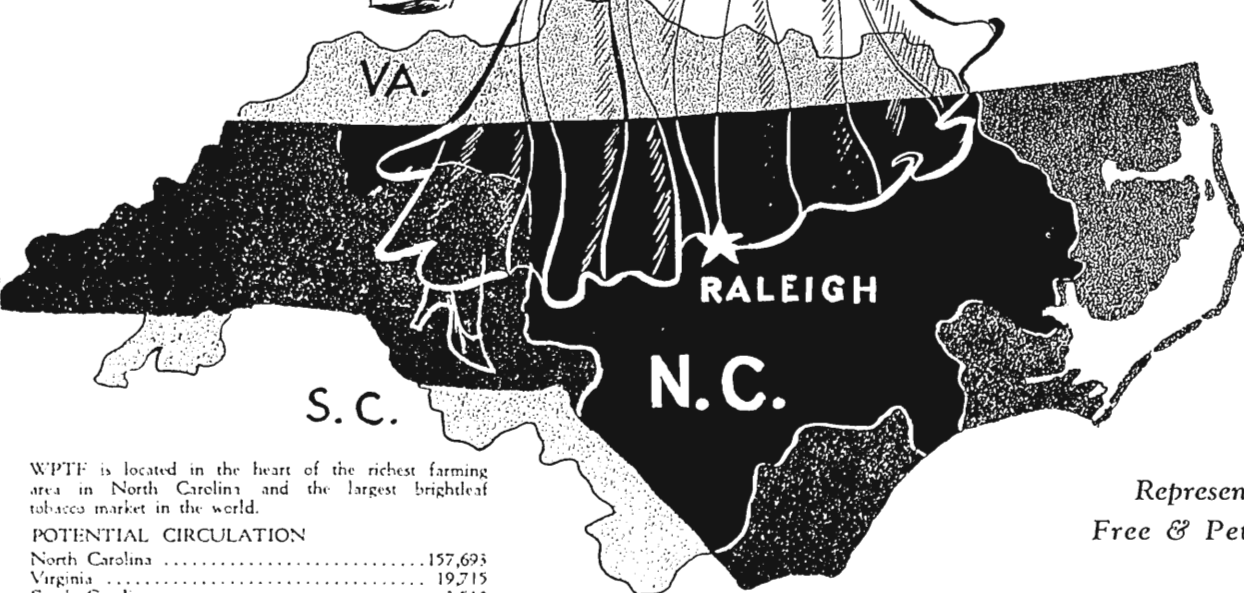 VA.
RALEIGH
N.C.
S.C.
WPTF is located in the heart of the richest farming
area in North Carolina and the largest brightleaf
tobacco market in the world.
POTENTIAL CIRCULATION
North Carolina ............................157,693
Virginia .................................. 19,715
Represen
Free & Pet